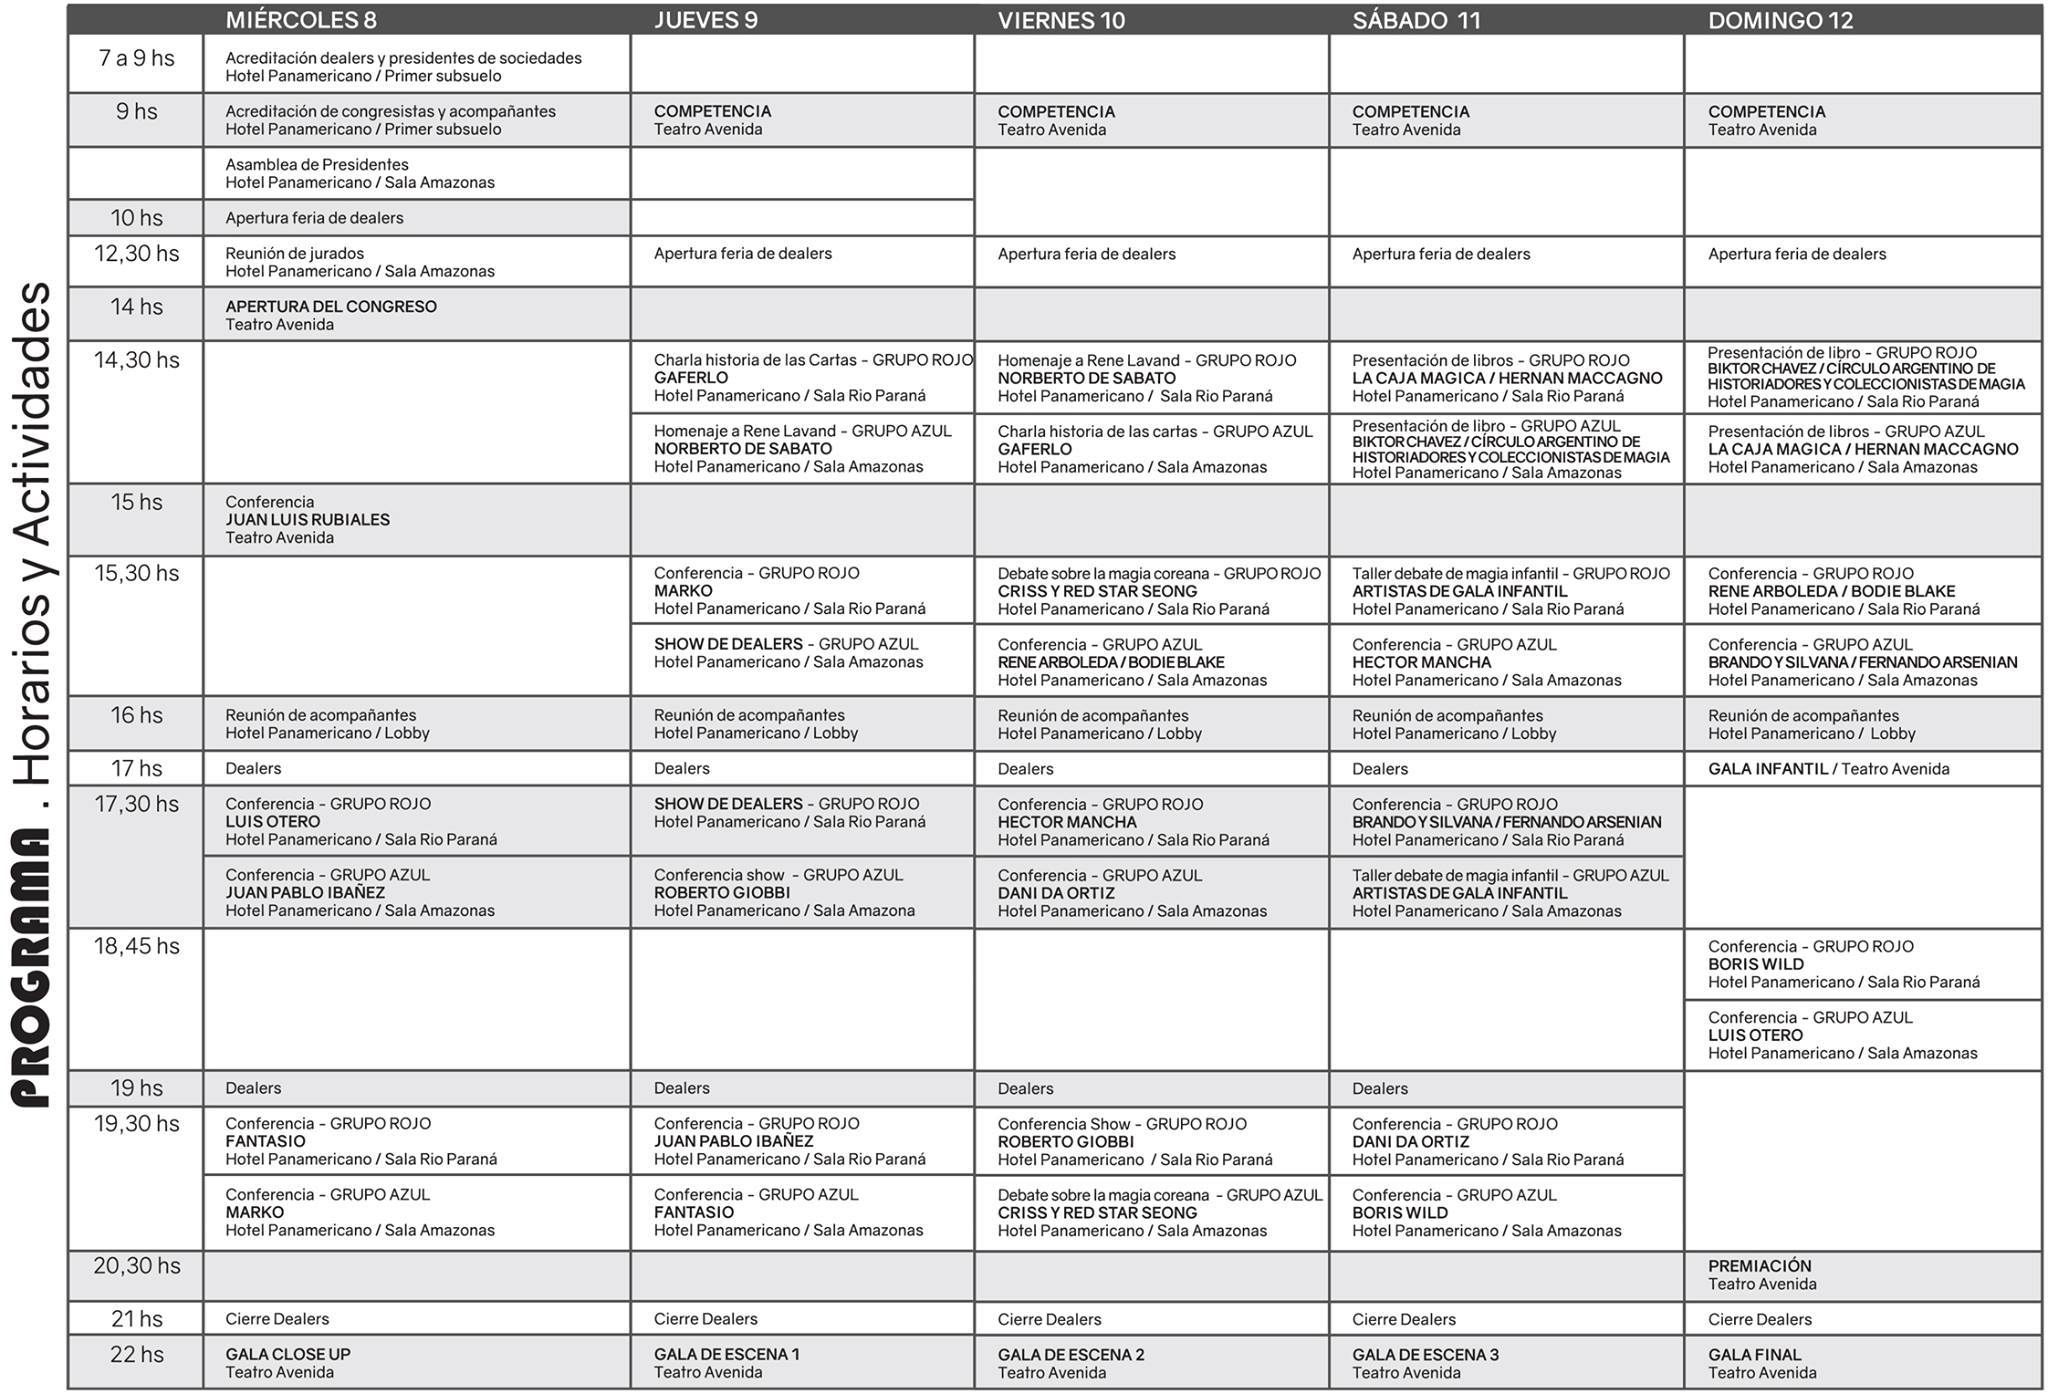 PROGRAMA . Horarios y Actividades
MIÉRCOLES 8
JUEVES 9
VIERNES 10
SÁBADO 11
DOMINGO 12
7 a 9 hs
Acreditación dealers y presidentes de sociedades
Hotel Panamericano / Primer subsuelo
9 hs
Acreditación de congresistas y acompañantes
Hotel Panamericano / Primer subsuelo
COMPETENCIA
Teatro Avenida
COMPETENCIA
Teatro Avenida
COMPETENCIA
Teatro Avenida
COMPETENCIA
Teatro Avenida
Asamblea de Presidentes
Hotel Panamericano / Sala Amazonas
10 hs
Apertura feria de dealers
12,30 hs
Reunión de jurados
Hotel Panamericano / Sala Amazonas
Apertura feria de dealers
Apertura feria de dealers
Apertura feria de dealers
Apertura feria de dealers
14 hs
APERTURA DEL CONGRESO
Teatro Avenida
14,30 hs
Charla historia de las Cartas - GRUPO ROJO
GAFERLO
Hotel Panamericano / Sala Rio Paraná
Homenaje a Rene Lavand - GRUPO ROJO
NORBERTO DE SABATO
Hotel Panamericano / Sala Rio Paraná
Presentación de libros - GRUPO ROJO
LA CAJA MAGICA / HERNAN MACCAGNO
Hotel Panamericano / Sala Rio Paraná
Presentación de libro - GRUPO ROJO
BIKTOR CHAVEZ / CÍRCULO ARGENTINO DE
HISTORIADORES Y COLECCIONISTAS DE MAGIA
Hotel Panamericano / Sala Rio Paraná
Homenaje a Rene Lavand - GRUPO AZUL
NORBERTO DE SABATO
Hotel Panamericano / Sala Amazonas
Charla historia de las cartas - GRUPO AZUL
GAFERLO
Hotel Panamericano / Sala Amazonas
Presentación de libro - GRUPO AZUL
BIKTOR CHAVEZ / CÍRCULO ARGENTINO DE
HISTORIADORES Y COLECCIONISTAS DE MAGIA
Hotel Panamericano / Sala Amazonas
Presentación de libros - GRUPO AZUL
LA CAJA MAGICA / HERNAN MACCAGNO
Hotel Panamericano / Sala Amazonas
15 hs
Conferencia
JUAN LUIS RUBIALES
Teatro Avenida
15,30 hs
Conferencia - GRUPO ROJO
MARKO
Hotel Panamericano / Sala Rio Paraná
Debate sobre la magia coreana - GRUPO ROJO
CRISS Y RED STAR SEONG
Hotel Panamericano / Sala Rio Paraná
Taller debate de magia infantil - GRUPO ROJO
ARTISTAS DE GALA INFANTIL
Hotel Panamericano / Sala Rio Paraná
Conferencia - GRUPO ROJO
RENE ARBOLEDA / BODIE BLAKE
Hotel Panamericano / Sala Rio Paraná
SHOW DE DEALERS - GRUPO AZUL
Hotel Panamericano / Sala Amazonas
Conferencia - GRUPO AZUL
RENE ARBOLEDA / BODIE BLAKE
Hotel Panamericano / Sala Amazonas
Conferencia - GRUPO AZUL
HECTOR MANCHA
Hotel Panamericano / Sala Amazonas
Conferencia - GRUPO AZUL
BRANDO Y SILVANA / FERNANDO ARSENIAN
Hotel Panamericano / Sala Amazonas
16 hs
Reunión de acompañantes
Hotel Panamericano / Lobby
Reunión de acompañantes
Hotel Panamericano / Lobby
Reunión de acompañantes
Hotel Panamericano / Lobby
Reunión de acompañantes
Hotel Panamericano / Lobby
Reunión de acompañantes
Hotel Panamericano / Lobby
17 hs
Dealers
Dealers
Dealers
Dealers
GALA INFANTIL / Teatro Avenida
17,30 hs
Conferencia - GRUPO ROJO
LUIS OTERO
Hotel Panamericano / Sala Rio Paraná
SHOW DE DEALERS - GRUPO ROJO
Hotel Panamericano / Sala Rio Paraná
Conferencia - GRUPO ROJO
HECTOR MANCHA
Hotel Panamericano / Sala Rio Paraná
Conferencia - GRUPO ROJO
BRANDO Y SILVANA / FERNANDO ARSENIAN
Hotel Panamericano / Sala Rio Paraná
Conferencia - GRUPO AZUL
JUAN PABLO IBAÑEZ
Hotel Panamericano / Sala Amazonas
Conferencia show - GRUPO AZUL
ROBERTO GIOBBI
Hotel Panamericano / Sala Amazona
Conferencia - GRUPO AZUL
DANI DA ORTIZ
Hotel Panamericano / Sala Amazonas
Taller debate de magia infantil - GRUPO AZUL
ARTISTAS DE GALA INFANTIL
Hotel Panamericano / Sala Amazonas
18,45 hs
Conferencia - GRUPO ROJO
BORIS WILD
Hotel Panamericano / Sala Rio Paraná
Conferencia - GRUPO AZUL
LUIS OTERO
Hotel Panamericano / Sala Amazonas
19 hs
Dealers
Dealers
Dealers
Dealers
19,30 hs
Conferencia - GRUPO ROJO
FANTASIO
Hotel Panamericano / Sala Rio Paraná
Conferencia - GRUPO ROJO
JUAN PABLO IBAÑEZ
Hotel Panamericano / Sala Rio Paraná
Conferencia Show - GRUPO ROJO
ROBERTO GIOBBI
Hotel Panamericano / Sala Rio Paraná
Conferencia - GRUPO ROJO
DANI DA ORTIZ
Hotel Panamericano / Sala Rio Paraná
Conferencia - GRUPO AZUL
MARKO
Hotel Panamericano / Sala Amazonas
Conferencia - GRUPO AZUL
FANTASIO
Hotel Panamericano / Sala Amazonas
Debate sobre la magia coreana - GRUPO AZUL
CRISS Y RED STAR SEONG
Hotel Panamericano / Sala Amazonas
Conferencia - GRUPO AZUL
BORIS WILD
Hotel Panamericano / Sala Amazonas
20,30 hs
PREMIACIÓN
Teatro Avenida
21 hs
Cierre Dealers
Cierre Dealers
Cierre Dealers
Cierre Dealers
Cierre Dealers
22 hs
GALA CLOSE UP
Teatro Avenida
GALA DE ESCENA 1
Teatro Avenida
GALA DE ESCENA 2
Teatro Avenida
GALA DE ESCENA 3
Teatro Avenida
GALA FINAL
Teatro Avenida